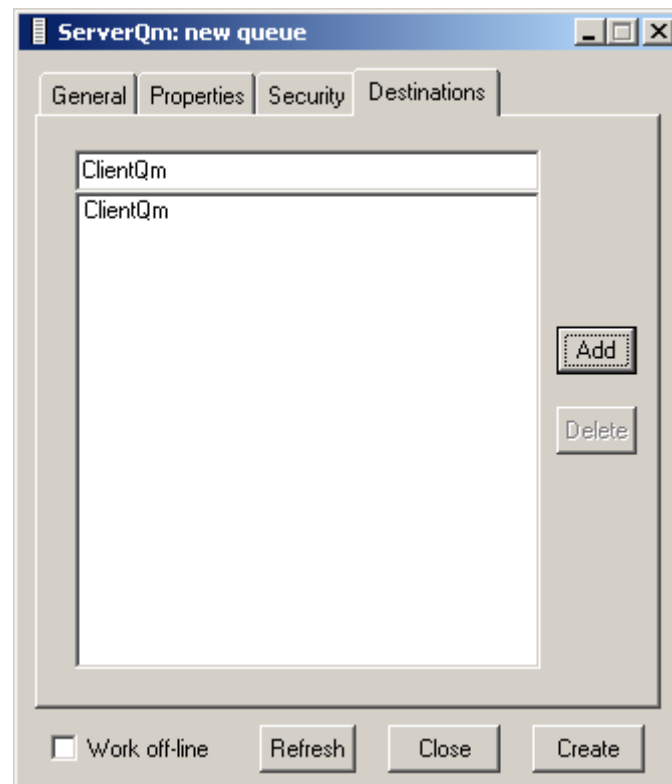 ServerQm: new queue
General Properties Security Destinations
ClientQm
ClientQm
Add
Delete
Work off-line Refresh Close Create